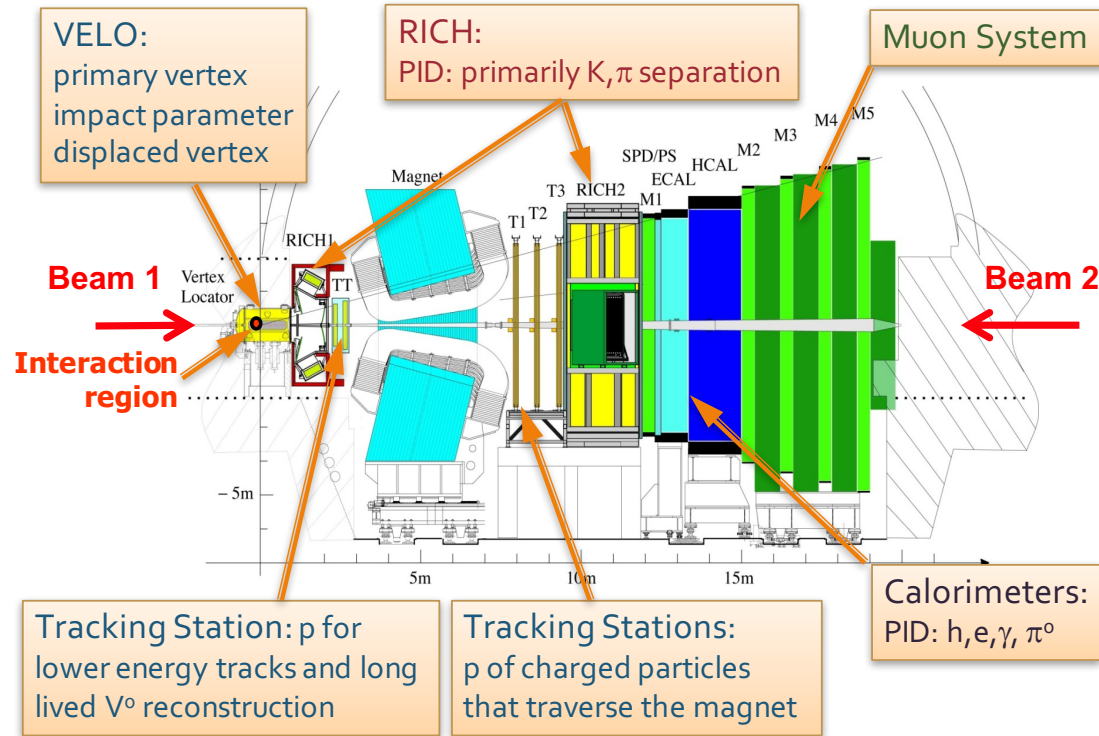 VELO:
primary vertex
impact parameter
displaced vertex
RICH:
PID: primarily K,π separation
Muon System
M5
M4
M3
M2
HCAL
SPD/PS
ECAL
M1
Magnet
T3
RICH2
T2
T1
RICH1
TT
Beam 1
Vertex
Locator
Beam 2
Interaction
region
– 5m
5m
10m
15m
Tracking Station: p for
lower energy tracks and long
lived Vº reconstruction
Tracking Stations:
p of charged particles
that traverse the magnet
Calorimeters:
PID: h,e,γ, πº